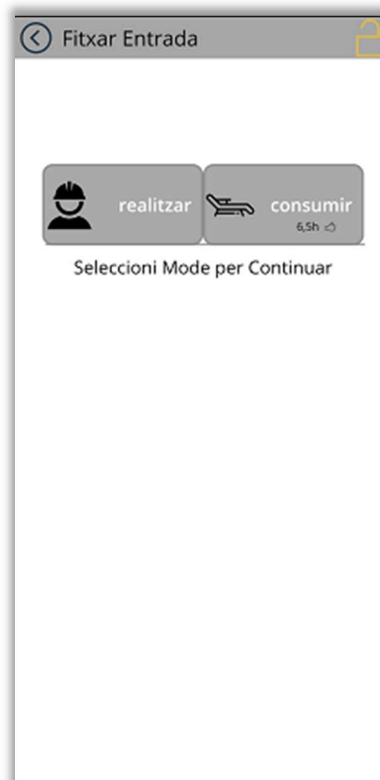 Fitxar Entrada
realitzar
consumir
6,5h
Seleccioni Mode per Continuar